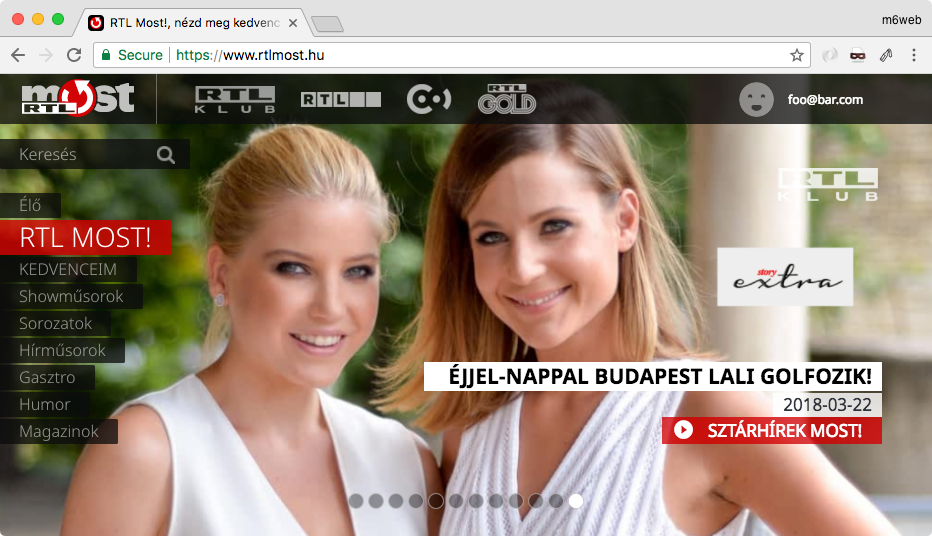 RTL Most!, nézd meg kedvenc
m6web
Secure
https://www.rtlmost.hu
most
RTL
RTL
KLUB
RTL
RTL
GOLD
foo@bar.com
Keresés
RTL
KLUB
Élő
RTL MOST!
KEDVENCEIM
story
extra
Showműsorok
Sorozatok
Hírműsorok
Gasztro
ÉJJEL-NAPPAL BUDAPEST LALI GOLFOZIK!
Humor
2018-03-22
Magazinok
SZTÁRHÍREK MOST!